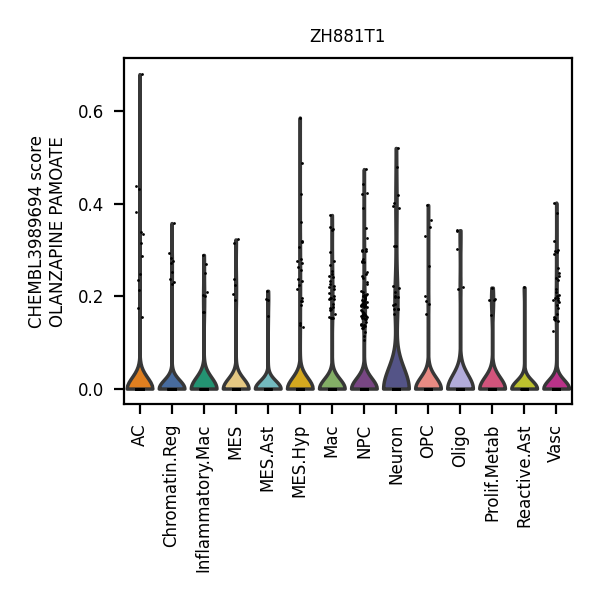 ZH881T1
CHEMBL3989694 score
OLANZAPINE PAMOATE
0.6
0.4
0.2
0.0
AC
Chromatin.Reg
Inflammatory.Mac
MES
MES.Ast
MES.Hyp
Mac
NPC
Neuron
OPC
Oligo
Prolif.Metab
Reactive.Ast
Vasc